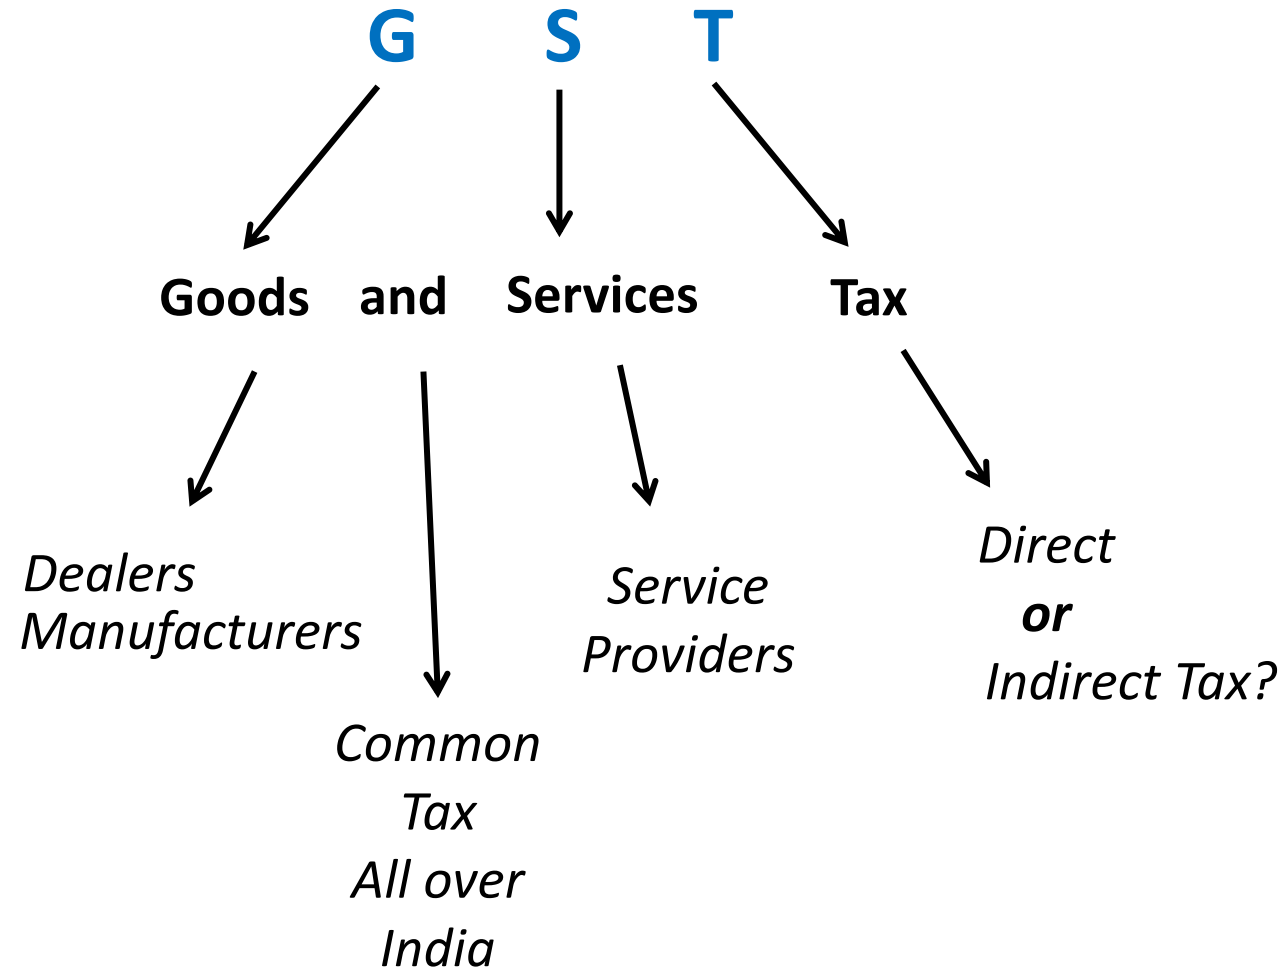 G S T
Goods and Services Tax
Dealers
Manufacturers
Common
Tax
All over
India
Service
Providers
Direct
or
Indirect Tax?